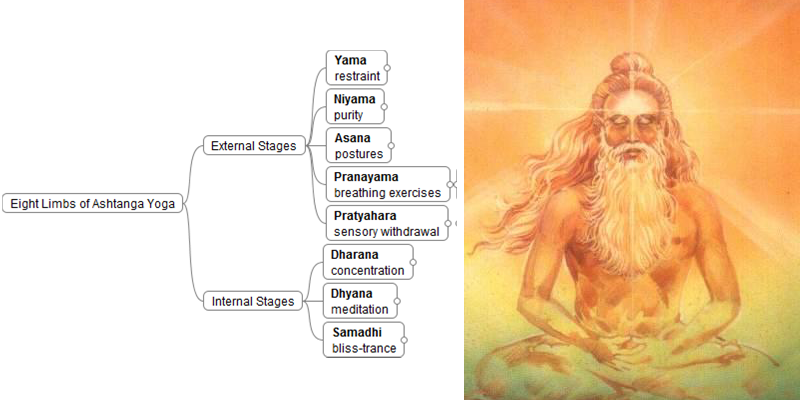 Eight Limbs of Ashtanga Yoga
External Stages
Yama
restraint
Niyama
purity
Asana
postures
Pranayama
breathing exercises
Pratyahara
sensory withdrawal
Internal Stages
Dharana
concentration
Dhyana
meditation
Samadhi
bliss-trance